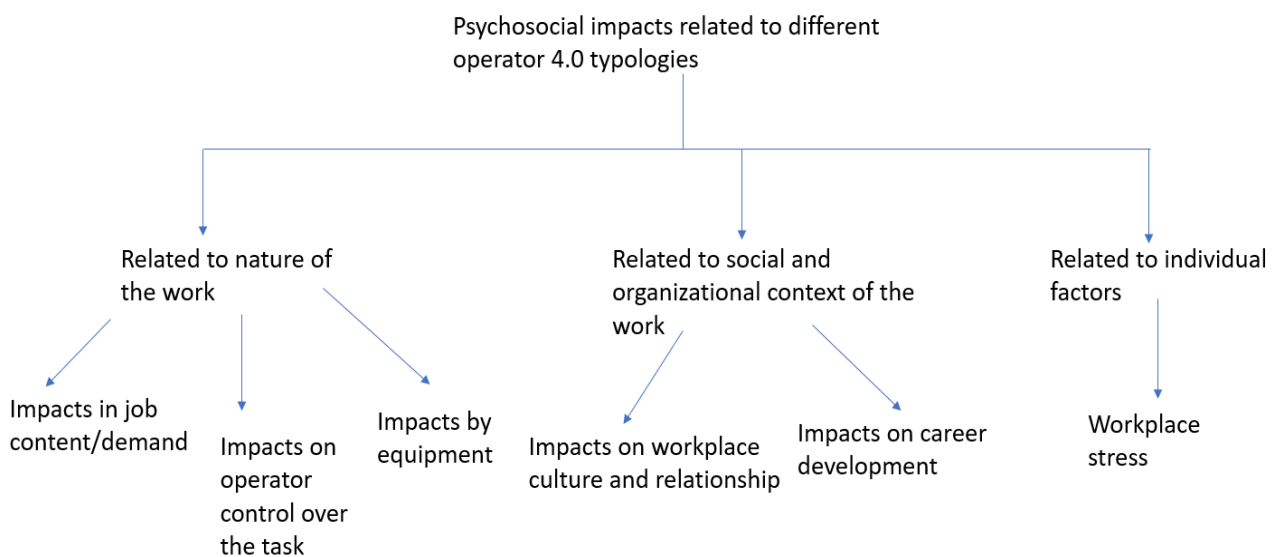 Psychosocial impacts related to different
operator 4.0 typologies
Related to nature of
the work
Related to social and
organizational context of the
work
Related to individual
factors
Impacts in job
content/demand
Impacts on
operator
control over
the task
Impacts by
equipment
Impacts on workplace
culture and relationship
Impacts on career
development
Workplace
stress